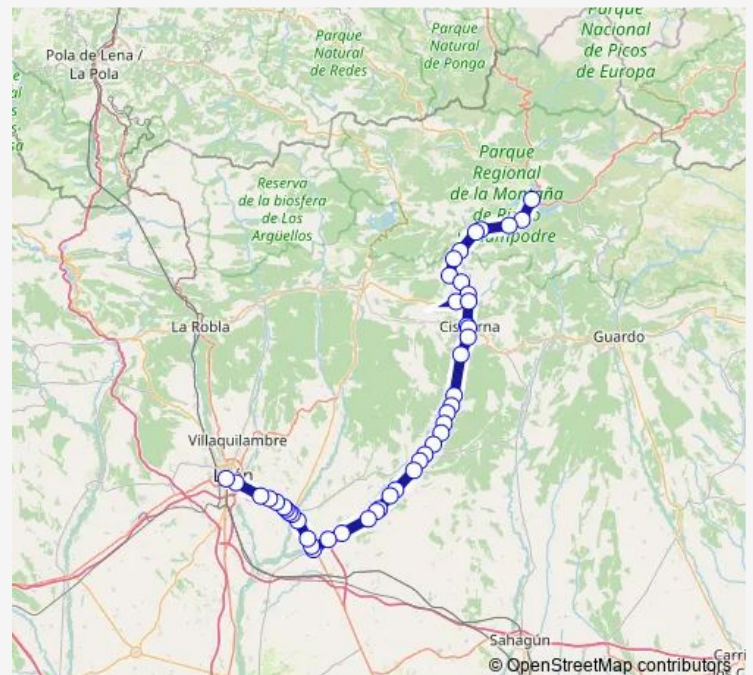 Pola de Lena /
La Pola
Parque
Natural
de Redes
Parque
Natural
de Ponga
Parque
Nacional
de Picos
de Europa
Parque
Regional
de la Montaña
de
Reserva
de la biosfera
de Los
Argüellos
La Robla
Guardo
Villaquilambre
Sahagún
© OpenStreetMap contributors